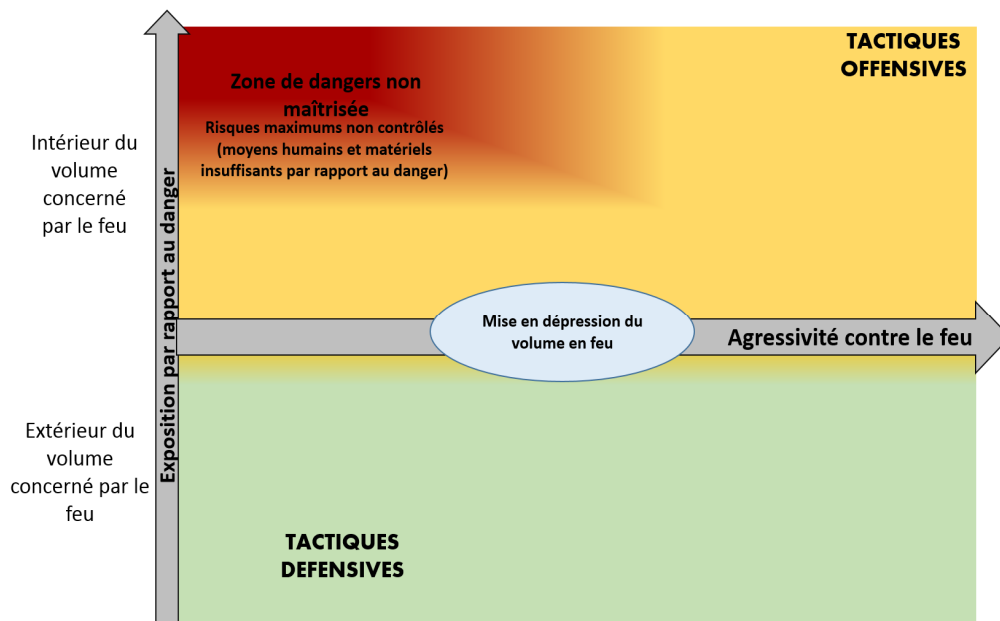 TACTIQUES
OFFENSIVES
Zone de dangers non
maîtrisée
Risques maximums non contrôlés
(moyens humains et matériels
insuffisants par rapport au danger)
Intérieur du
volume
concerné
par le feu
Exposition par rapport au danger
Mise en dépression du
volume en feu
Agressivité contre le feu
Extérieur du
volume
concerné par le
feu
TACTIQUES
DEFENSIVES